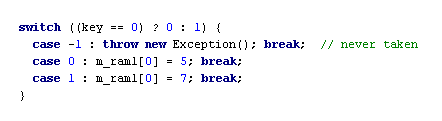 switch ((key == 0) ? 0 : 1) {
  case -1 : throw new Exception(); break;  // never taken
  case 0 : m_ram1[0] = 5; break;
  case 1 : m_ram1[0] = 7; break;
}